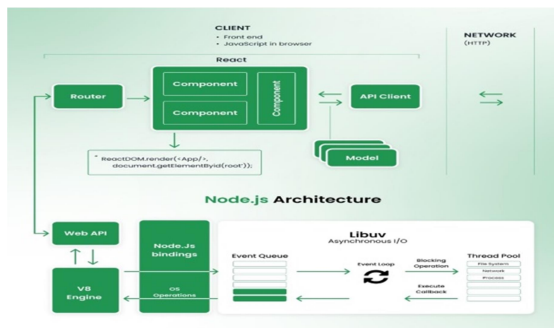 CLIENT
• Front end
• JavaScript in browser
NETWORK
(HTTP)
React
Router
Component
Component
Component
API Client
Model
" ReactDOM.render(<App/>,
document.getElementById('root'));
Node.js Architecture
Web API
V8
Engine
Node.Js
bindings
OS
Operations
Libuv
Asynchronous I/O
Event Queue
Event Loop
Blocking
Operation
Execute
Callback
Thread Pool
File System
Network
Process